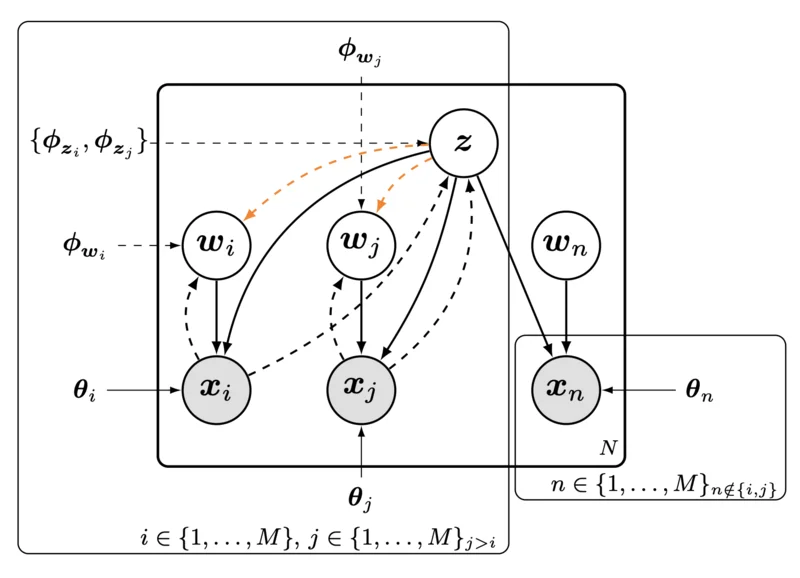 ϕ_{w_j}
{ϕ_{z_i}, ϕ_{z_j}}
z
ϕ_{w_i}
w_i
w_j
w_n
θ_i
x_i
x_j
x_n
θ_n
N
θ_j
n ∈ {1, ..., M}_{n∉{i,j}}
i ∈ {1, ..., M}, j ∈ {1, ..., M}_{j>i}